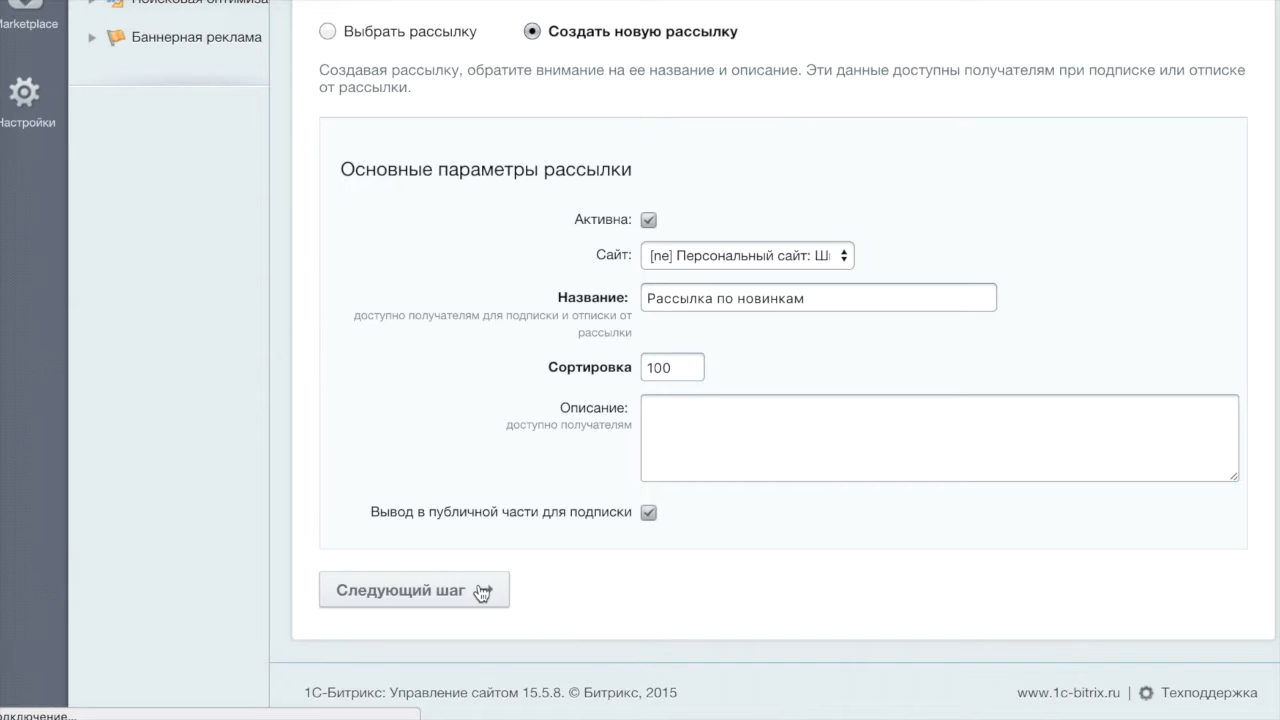 Marketplace
Поисковая оптимиза
Баннерная реклама
Настройки
Выбрать рассылку
Создать новую рассылку
Создавая рассылку, обратите внимание на ее название и описание. Эти данные доступны получателям при подписке или отписке
от рассылки.
Основные параметры рассылки
Активна:
Сайт: [ne] Персональный сайт: Ш
Название: Рассылка по новинкам
доступно получателям для подписки и отписки от
рассылки
Сортировка 100
Описание:
доступно получателям
Вывод в публичной части для подписки
Следующий шаг
1С-Битрикс: Управление сайтом 15.5.8. © Битрикс, 2015
www.1c-bitrix.ru | Техподдержка
одключение...